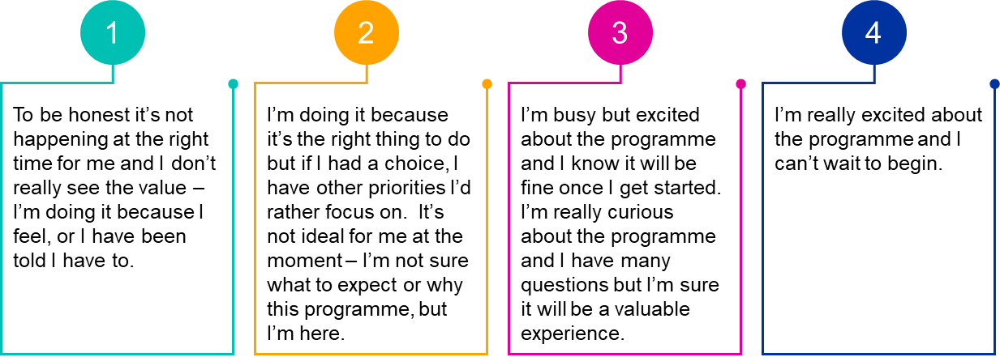 1
To be honest it’s not
happening at the right
time for me and I don’t
really see the value –
I’m doing it because I
feel, or I have been
told I have to.
2
I’m doing it because
it’s the right thing to do
but if I had a choice, I
have other priorities I’d
rather focus on.  It’s
not ideal for me at the
moment – I’m not sure
what to expect or why
this programme, but
I’m here.
3
I’m busy but excited
about the programme
and I know it will be
fine once I get started.
I’m really curious
about the programme
and I have many
questions but I’m sure
it will be a valuable
experience.
4
I’m really excited about
the programme and I
can’t wait to begin.